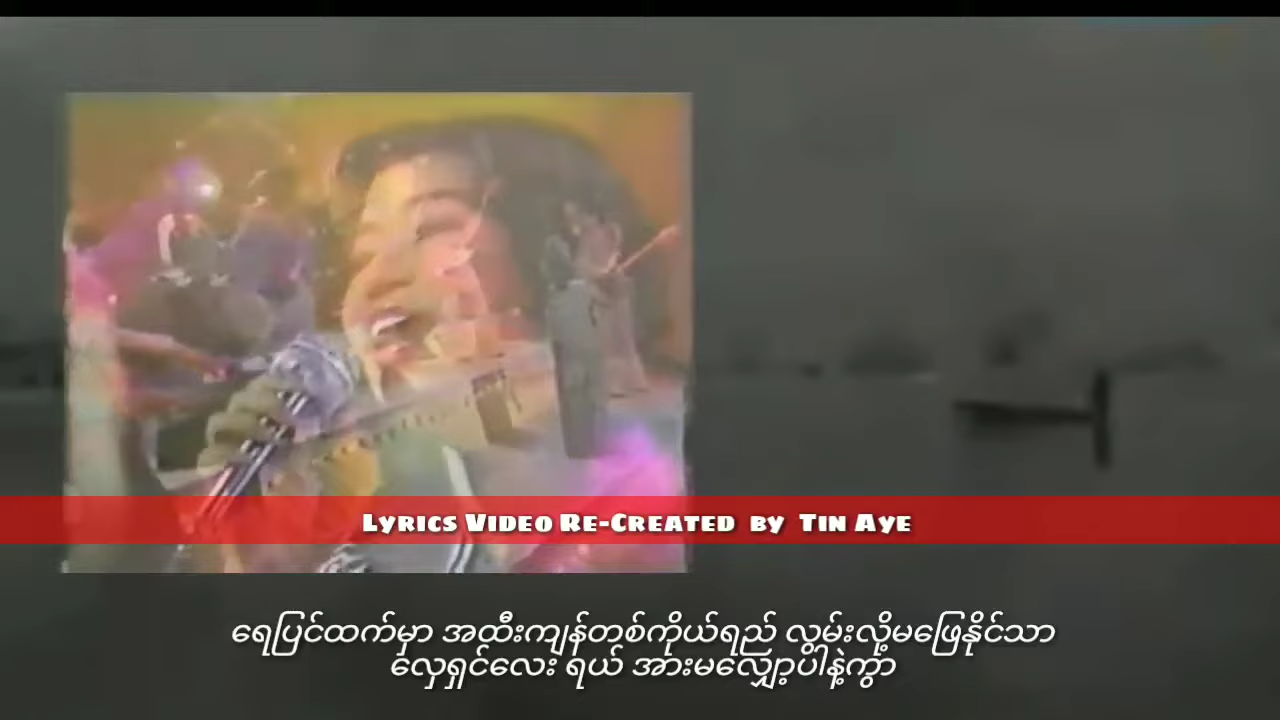 Lyrics Video Re-Created by Tin Aye
ရေပြင်ထက်မှာ အထီးကျန်တစ်ကိုယ်ရည် လွမ်းလို့မဖြေနိုင်သာ
လှေရှင်လေး ရယ် အားမလျှော့ပါနဲ့ကွာ